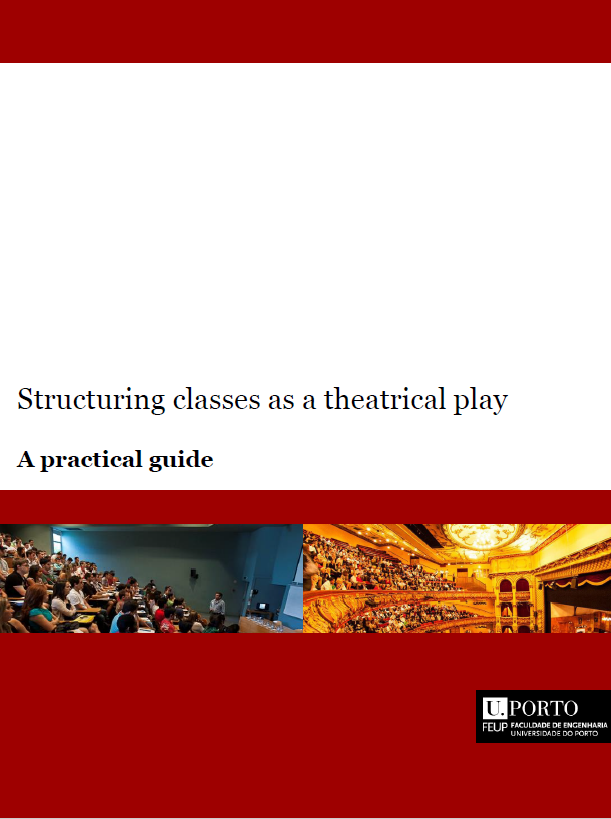 Structuring classes as a theatrical play
A practical guide
U.PORTO
FEUP FACULDADE DE ENGENHARIA
UNIVERSIDADE DO PORTO